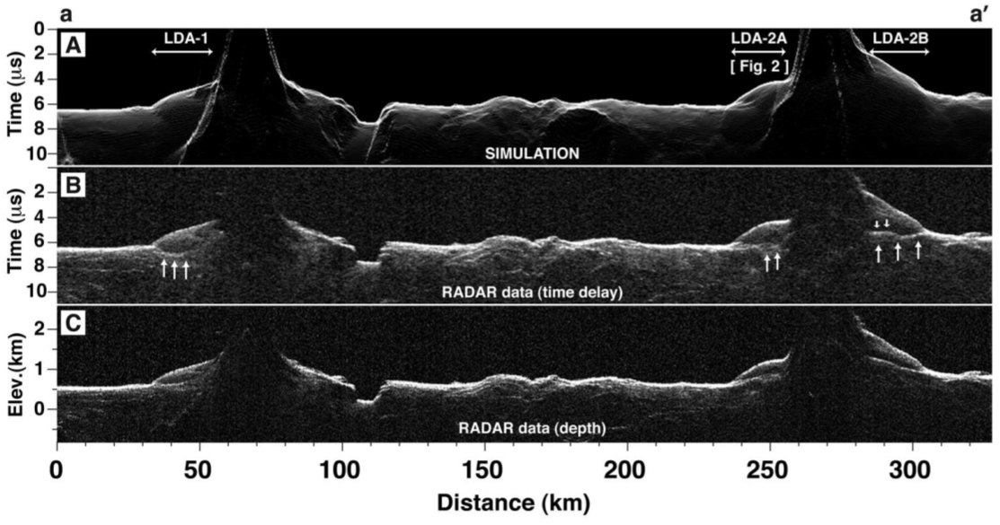 a a′
A LDA-1 LDA-2A LDA-2B
[ Fig. 2 ]
0
2
4
6
8
10
Time (μs)
SIMULATION
B
2
4
6
8
10
Time (μs)
RADAR data (time delay)
C
2
1
0
Elev.(km)
RADAR data (depth)
0 50 100 150 200 250 300
Distance (km)